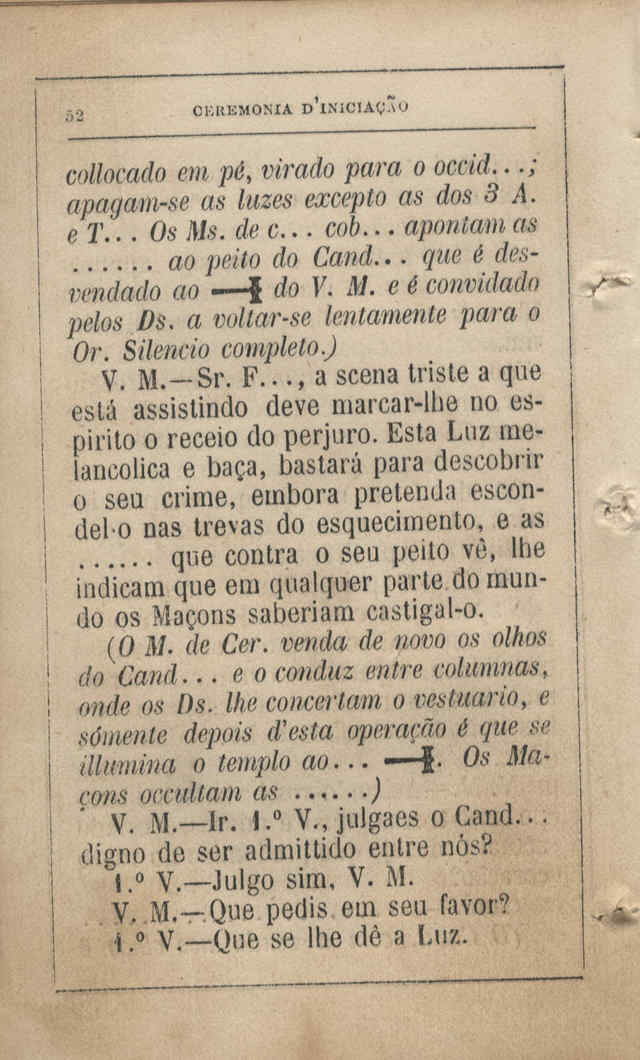 52
CEREMONIA D'INICIAÇÃO
collocado em pé, virado para o occid...;
apagam-se as luzes excepto as dos 3 A.
e T... Os Ms. de c... cob... apontam as
...... ao peito do Cand... que é des-
vendado ao do V. M. e é convidado
pelos Ds. a voltar-se lentamente para o
Or. Silencio completo.)
V. M.—Sr. F..., a scena triste a que
está assistindo deve marcar-lhe no es-
pirito o receio do perjuro. Esta Luz me-
lancolica e baça, bastará para descobrir
o seu crime, embora pretenda escon-
del-o nas trevas do esquecimento, e as
...... que contra o seu peito vê, lhe
indicam que em qualquer parte do mun-
do os Maçons saberiam castigal-o.
(O M. de Cer. venda de novo os olhos
do Cand... e o conduz entre columnas,
onde os Ds. lhe concertam o vestuario, e
sómente depois d'esta operação é que se
illumina o templo ao... . Os Ma-
çons occultam as ......)
V. M.—Ir. 1.º V., julgaes o Cand...
digno de ser admittido entre nós?
1.º V.—Julgo sim, V. M.
V. M.—Que pedis em seu favor?
1.º V.—Que se lhe dê a Luz.